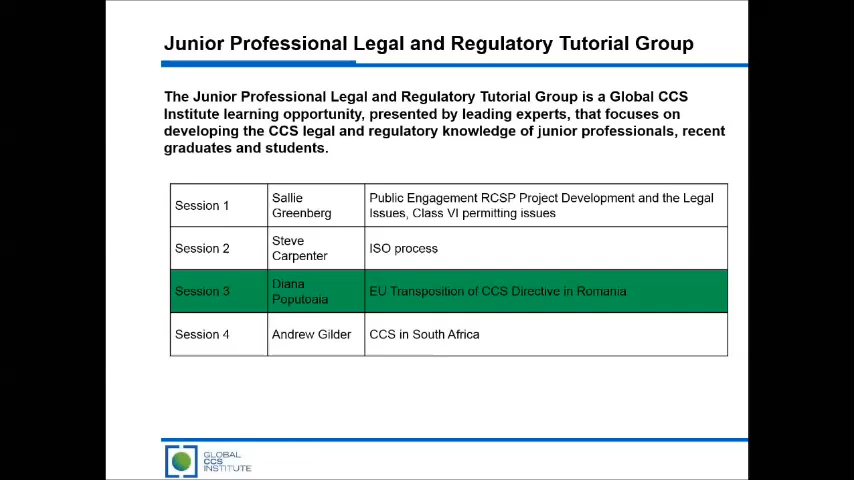 Junior Professional Legal and Regulatory Tutorial Group
The Junior Professional Legal and Regulatory Tutorial Group is a Global CCS
Institute learning opportunity, presented by leading experts, that focuses on
developing the CCS legal and regulatory knowledge of junior professionals, recent
graduates and students.
Session 1
Sallie
Greenberg
Public Engagement RCSP Project Development and the Legal
Issues, Class VI permitting issues
Session 2
Steve
Carpenter
ISO process
Session 3
Diana
Poputoaia
EU Transposition of CCS Directive in Romania
Session 4
Andrew Gilder
CCS in South Africa
GLOBAL
CCS
INSTITUTE